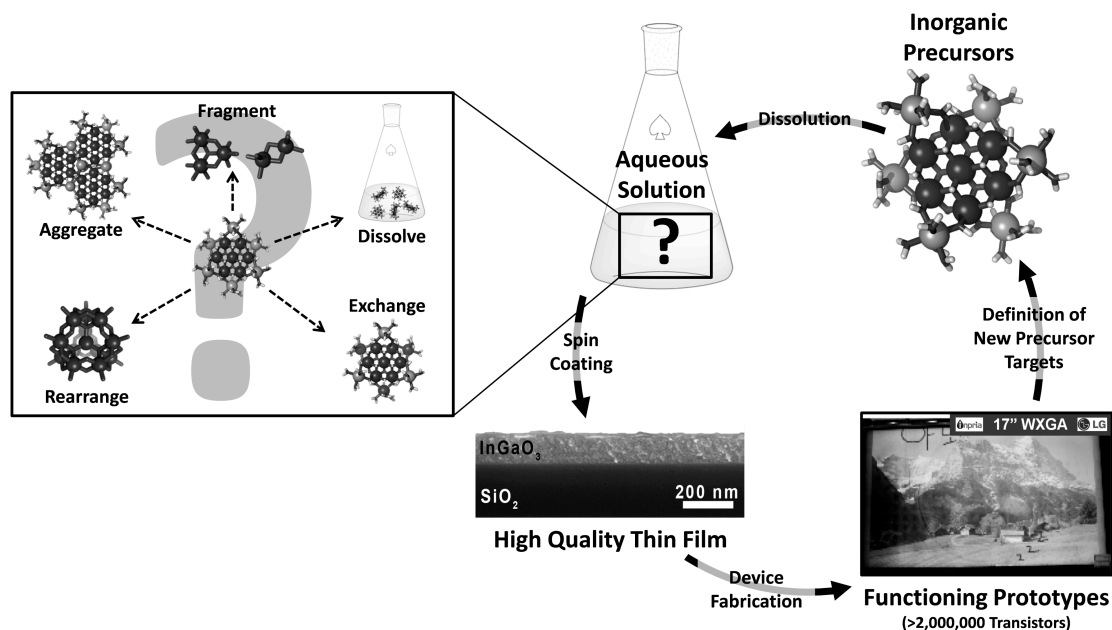 Fragment
Aggregate
Dissolve
Exchange
Rearrange
Aqueous
Solution
?
Dissolution
Inorganic
Precursors
Spin
Coating
Definition of
New Precursor
Targets
InGaO₃
SiO₂
200 nm
High Quality Thin Film
Device
Fabrication
inpria
17” WXGA
LG
Functioning Prototypes
(>2,000,000 Transistors)